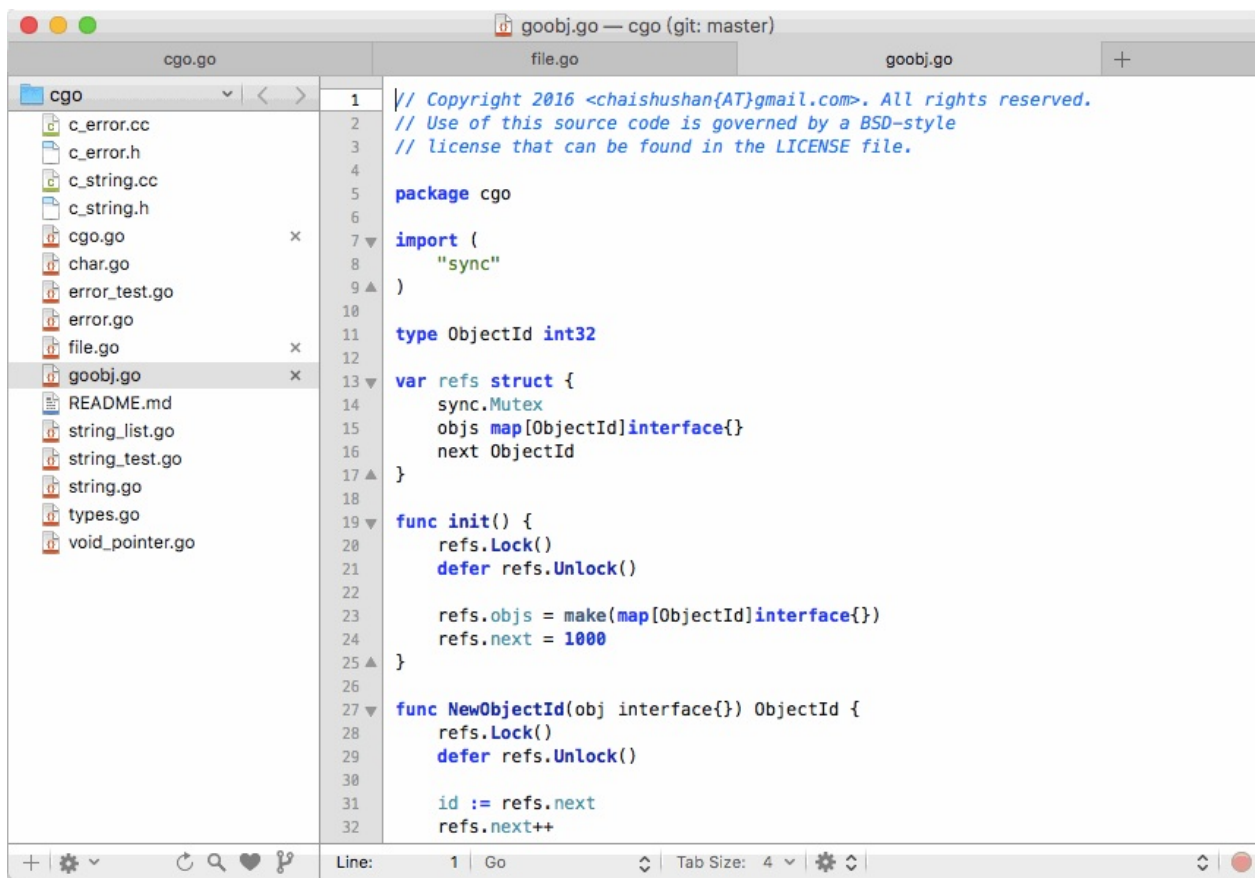 goobj.go — cgo (git: master)
cgo.go
file.go
goobj.go
cgo
c_error.cc
c_error.h
c_string.cc
c_string.h
cgo.go
char.go
error_test.go
error.go
file.go
goobj.go
README.md
string_list.go
string_test.go
string.go
types.go
void_pointer.go
1 // Copyright 2016 <chaishushan{AT}gmail.com>. All rights reserved.
2 // Use of this source code is governed by a BSD-style
3 // license that can be found in the LICENSE file.
4
5 package cgo
6
7 import (
8     "sync"
9 )
10
11 type ObjectId int32
12
13 var refs struct {
14     sync.Mutex
15     objs map[ObjectId]interface{}
16     next ObjectId
17 }
18
19 func init() {
20     refs.Lock()
21     defer refs.Unlock()
22
23     refs.objs = make(map[ObjectId]interface{})
24     refs.next = 1000
25 }
26
27 func NewObjectId(obj interface{}) ObjectId {
28     refs.Lock()
29     defer refs.Unlock()
30
31     id := refs.next
32     refs.next++
Line: 1 Go Tab Size: 4